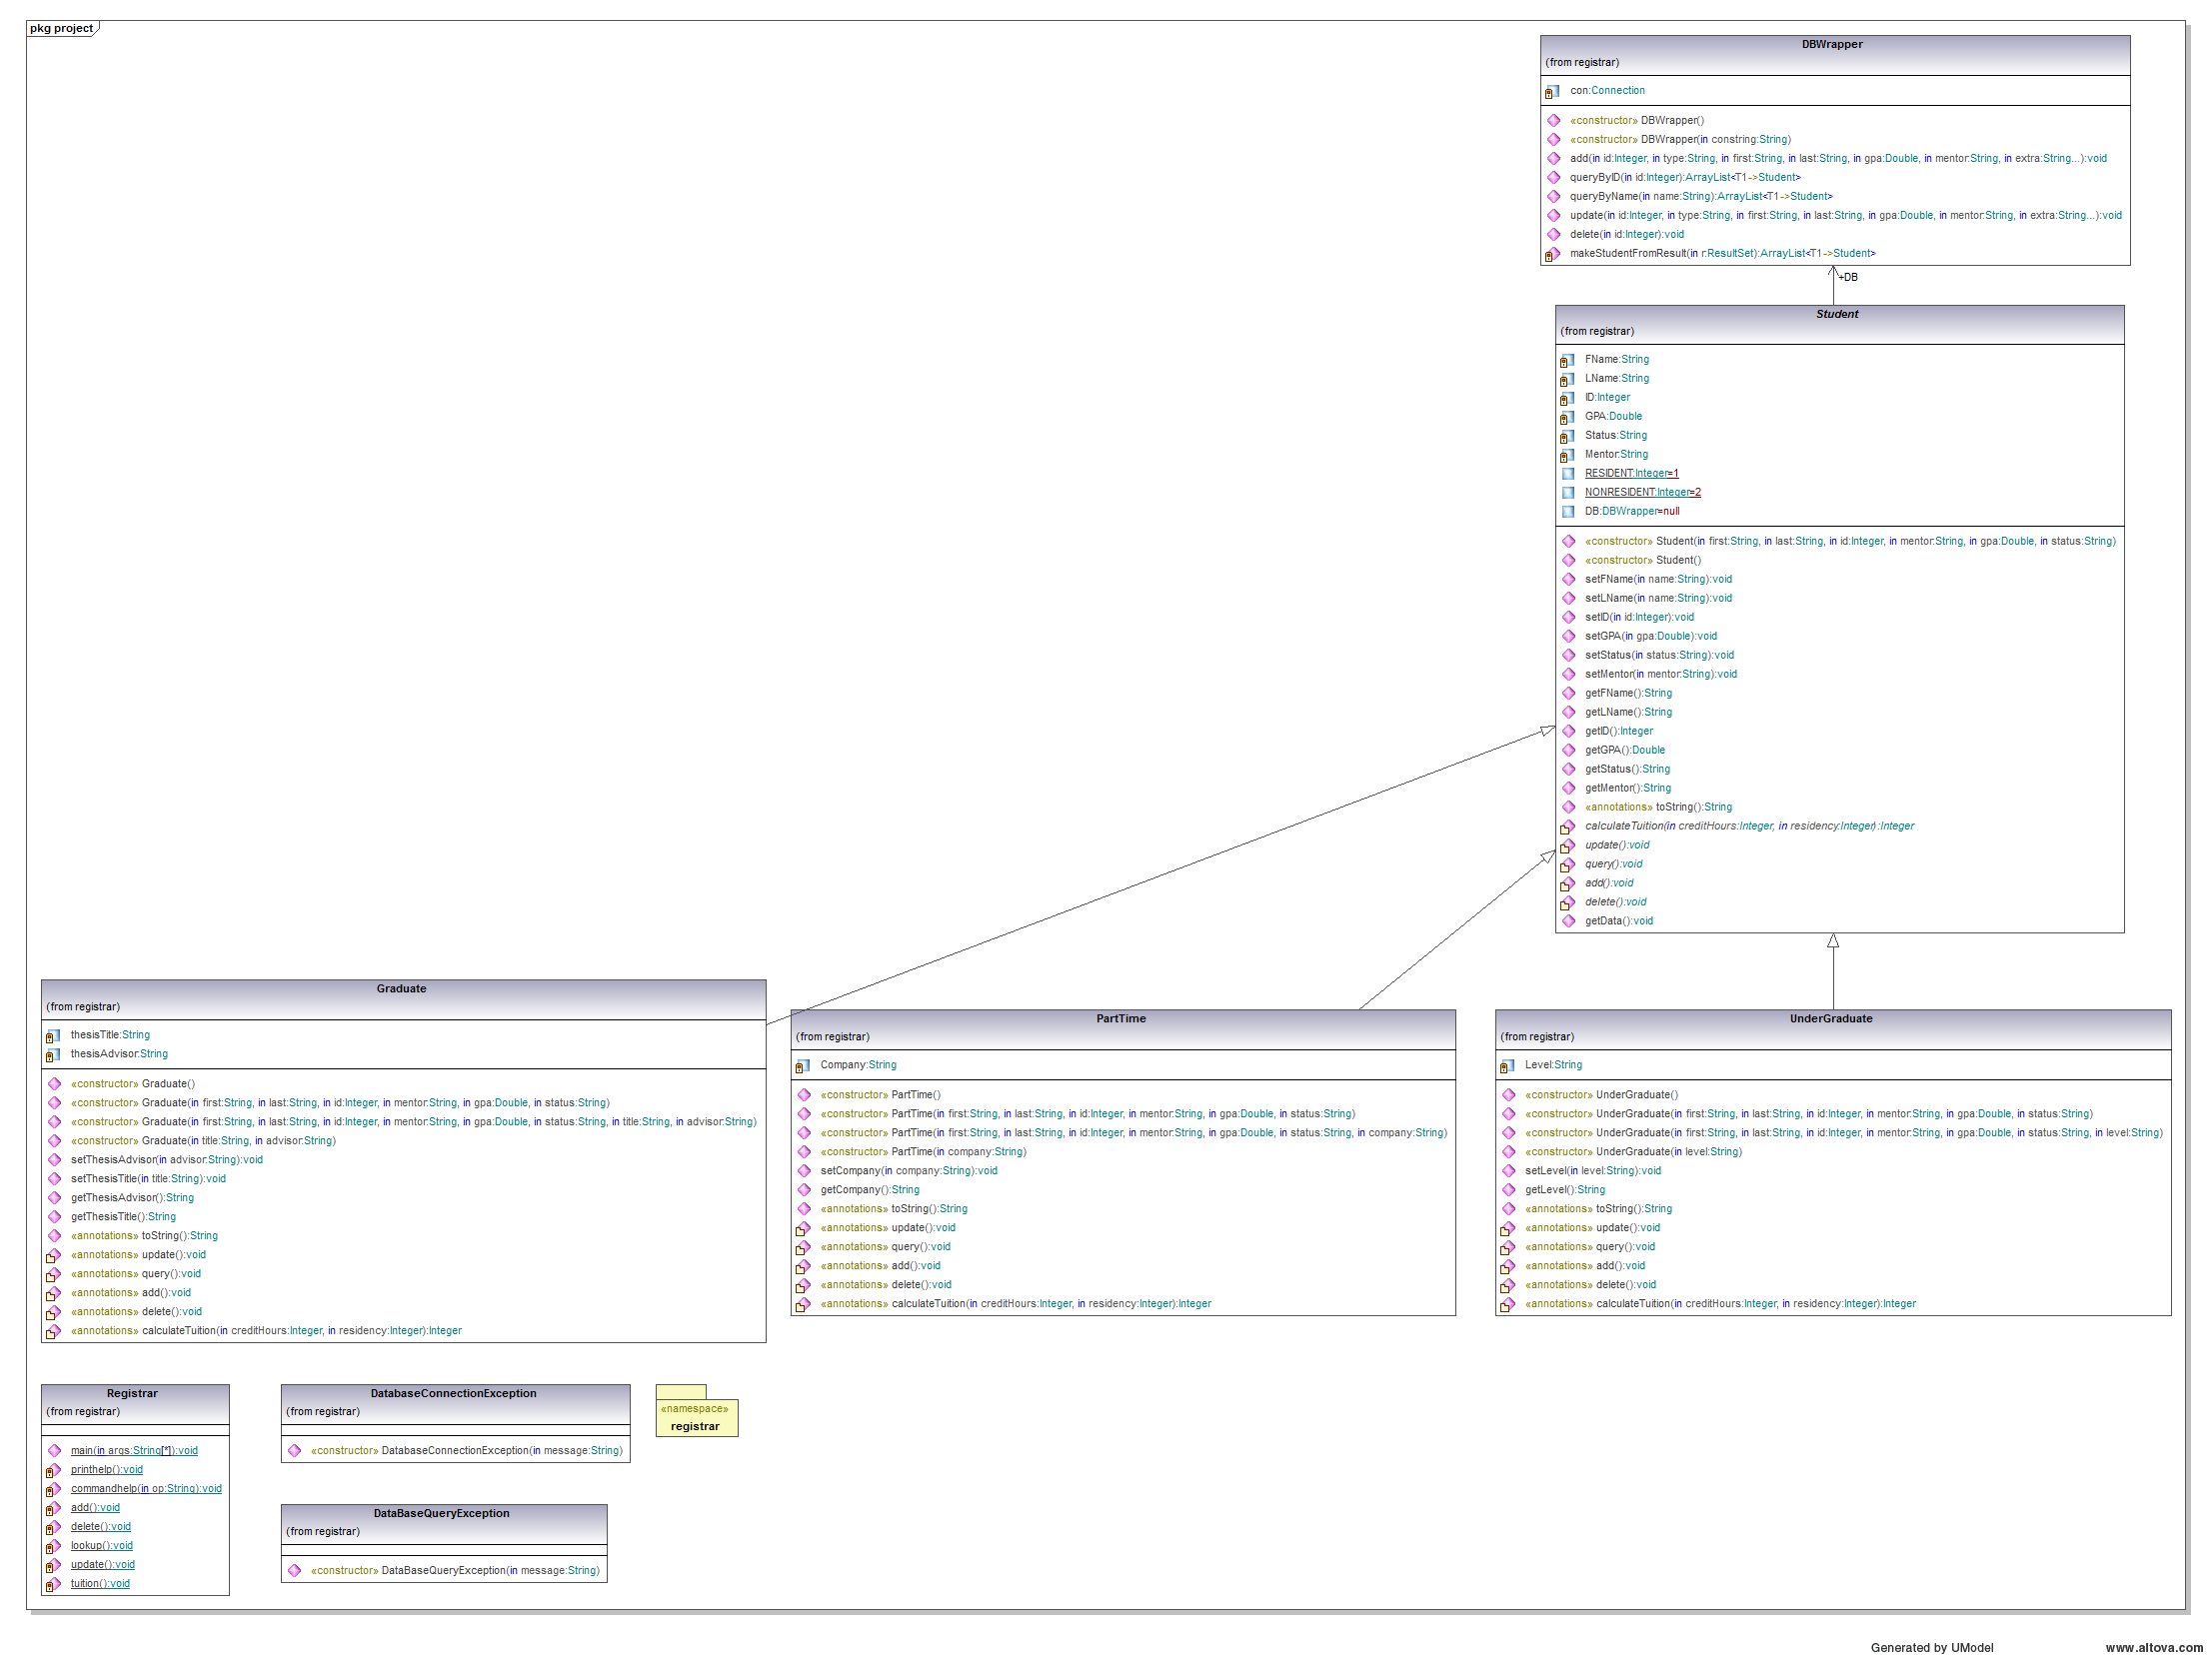 pkg project
DBWrapper
(from registrar)
con:Connection
«constructor» DBWrapper()
«constructor» DBWrapper(in constring:String)
add(in id:Integer, in type:String, in first:String, in last:String, in gpa:Double, in mentor:String, in extra:String...):void
queryByID(in id:Integer):ArrayList<T1->Student>
queryByName(in name:String):ArrayList<T1->Student>
update(in id:Integer, in type:String, in first:String, in last:String, in gpa:Double, in mentor:String, in extra:String...):void
delete(in id:Integer):void
makeStudentFromResult(in r:ResultSet):ArrayList<T1->Student>
+DB
Student
(from registrar)
FName:String
LName:String
ID:Integer
GPA:Double
Status:String
Mentor:String
RESIDENT:Integer=1
NONRESIDENT:Integer=2
DB:DBWrapper=null
«constructor» Student(in first:String, in last:String, in id:Integer, in mentor:String, in gpa:Double, in status:String)
«constructor» Student()
setFName(in name:String):void
setLName(in name:String):void
setID(in id:Integer):void
setGPA(in gpa:Double):void
setStatus(in status:String):void
setMentor(in mentor:String):void
getFName():String
getLName():String
getID():Integer
getGPA():Double
getStatus():String
getMentor():String
«annotations» toString():String
calculateTuition(in creditHours:Integer, in residency:Integer):Integer
update():void
query():void
add():void
delete():void
getData():void
Graduate
(from registrar)
thesisTitle:String
thesisAdvisor:String
«constructor» Graduate()
«constructor» Graduate(in first:String, in last:String, in id:Integer, in mentor:String, in gpa:Double, in status:String)
«constructor» Graduate(in first:String, in last:String, in id:Integer, in mentor:String, in gpa:Double, in status:String, in title:String, in advisor:String)
«constructor» Graduate(in title:String, in advisor:String)
setThesisAdvisor(in advisor:String):void
setThesisTitle(in title:String):void
getThesisAdvisor():String
getThesisTitle():String
«annotations» toString():String
«annotations» update():void
«annotations» query():void
«annotations» add():void
«annotations» delete():void
«annotations» calculateTuition(in creditHours:Integer, in residency:Integer):Integer
PartTime
(from registrar)
Company:String
«constructor» PartTime()
«constructor» PartTime(in first:String, in last:String, in id:Integer, in mentor:String, in gpa:Double, in status:String)
«constructor» PartTime(in first:String, in last:String, in id:Integer, in mentor:String, in gpa:Double, in status:String, in company:String)
«constructor» PartTime(in company:String)
setCompany(in company:String):void
getCompany():String
«annotations» toString():String
«annotations» update():void
«annotations» query():void
«annotations» add():void
«annotations» delete():void
«annotations» calculateTuition(in creditHours:Integer, in residency:Integer):Integer
UnderGraduate
(from registrar)
Level:String
«constructor» UnderGraduate()
«constructor» UnderGraduate(in first:String, in last:String, in id:Integer, in mentor:String, in gpa:Double, in status:String)
«constructor» UnderGraduate(in first:String, in last:String, in id:Integer, in mentor:String, in gpa:Double, in status:String, in level:String)
«constructor» UnderGraduate(in level:String)
setLevel(in level:String):void
getLevel():String
«annotations» toString():String
«annotations» update():void
«annotations» query():void
«annotations» add():void
«annotations» delete():void
«annotations» calculateTuition(in creditHours:Integer, in residency:Integer):Integer
Registrar
(from registrar)
main(in args:String[*]):void
printhelp():void
commandhelp(in op:String):void
add():void
delete():void
lookup():void
update():void
tuition():void
DatabaseConnectionException
(from registrar)
«constructor» DatabaseConnectionException(in message:String)
«namespace»
registrar
DataBaseQueryException
(from registrar)
«constructor» DataBaseQueryException(in message:String)
Generated by UModel
www.altova.com